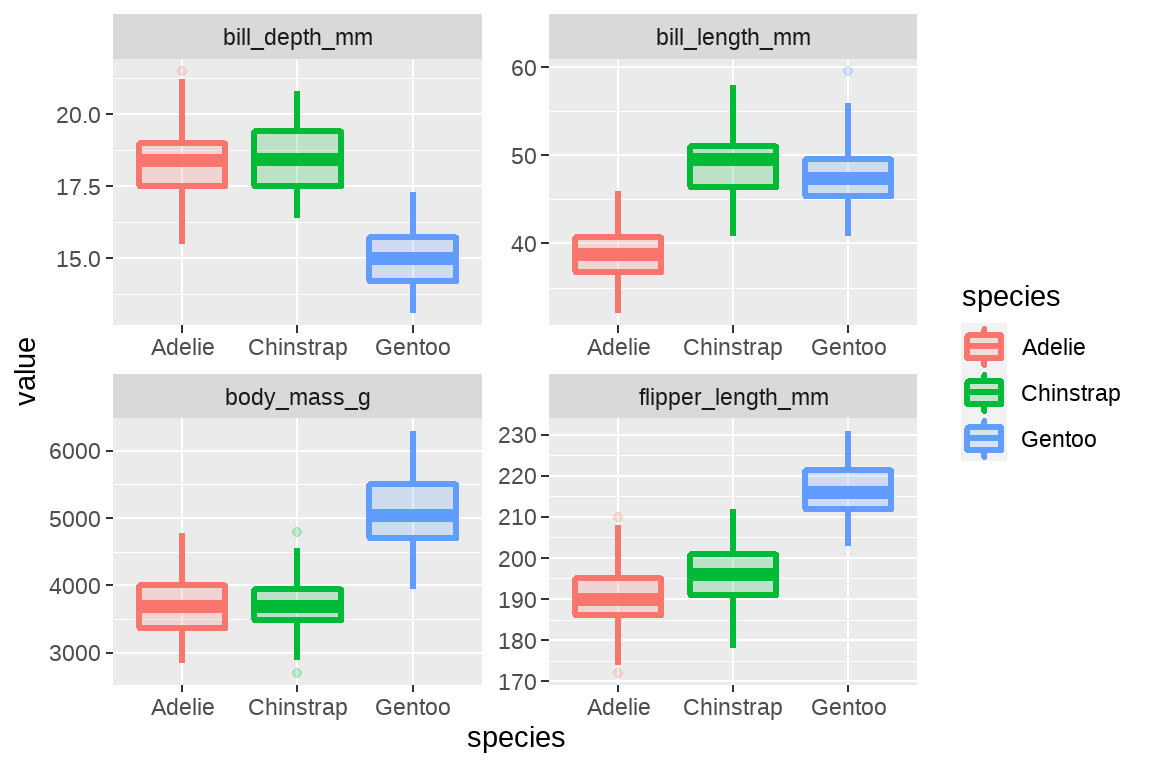 bill_depth_mm
bill_length_mm
20.0
17.5
15.0
60
50
40
Adelie Chinstrap Gentoo
Adelie Chinstrap Gentoo
value
body_mass_g
flipper_length_mm
6000
5000
4000
3000
230
220
210
200
190
180
170
Adelie Chinstrap Gentoo
Adelie Chinstrap Gentoo
species
species
Adelie
Chinstrap
Gentoo